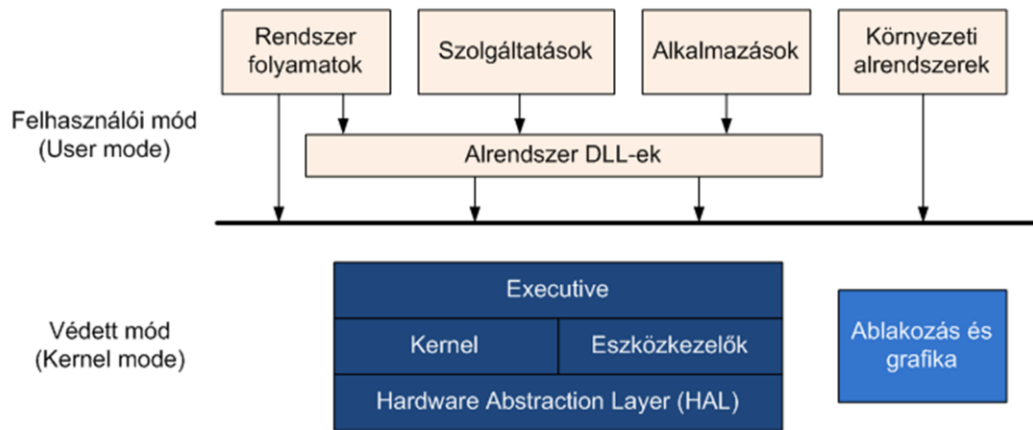 Rendszer
folyamatok
Szolgáltatások
Alkalmazások
Környezeti
alrendszerek
Felhasználói mód
(User mode)
Alrendszer DLL-ek
Executive
Védett mód
(Kernel mode)
Kernel
Eszközkezelők
Ablakozás és
grafika
Hardware Abstraction Layer (HAL)